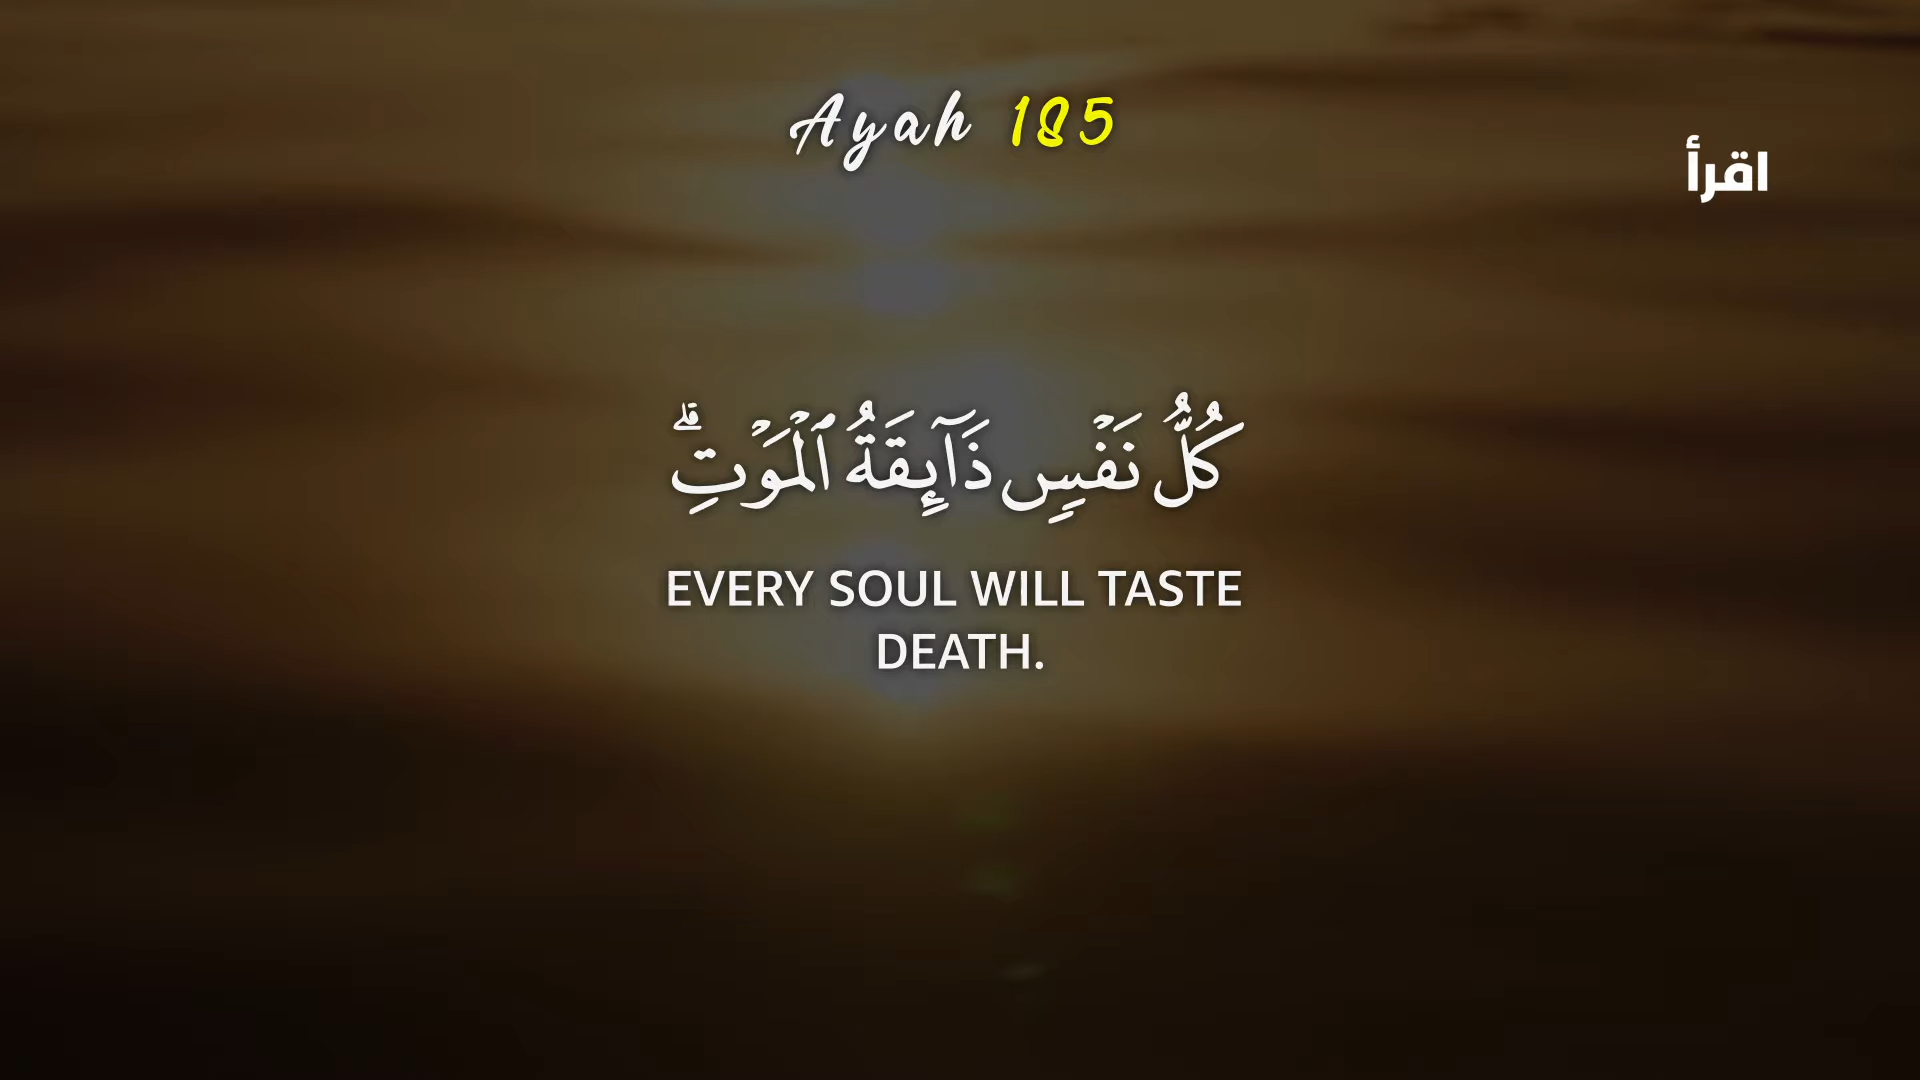 Ayah 185
اقرأ
كُلُّ نَفۡسٖ ذَآئِقَةُ ٱلۡمَوۡتِۗ
EVERY SOUL WILL TASTE
DEATH.